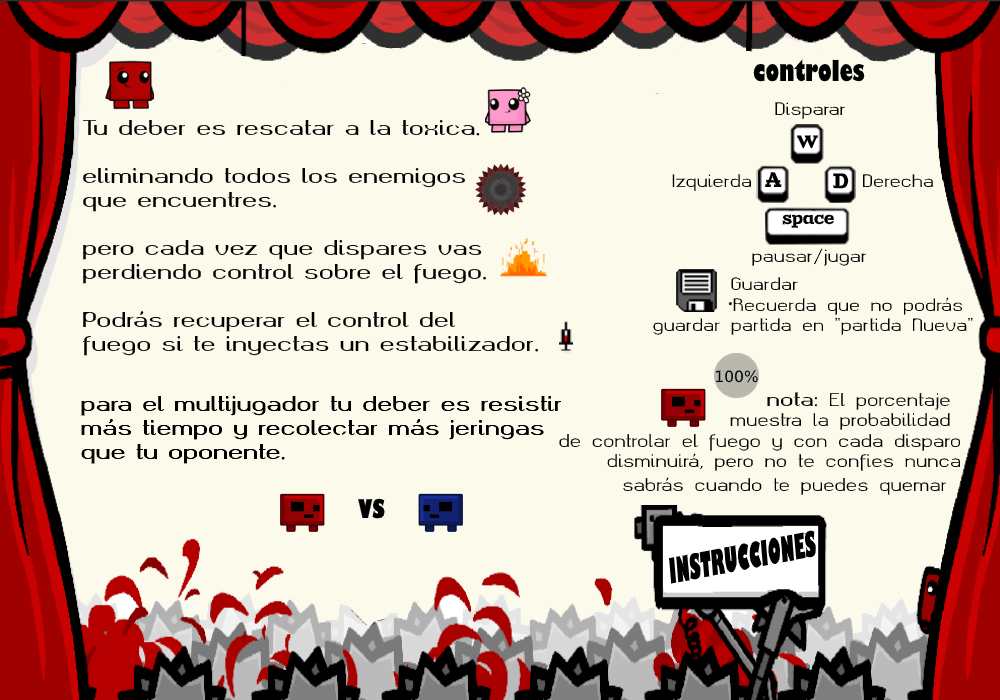 Tu deber es rescatar a la toxica.
eliminando todos los enemigos
que encuentres.
pero cada vez que dispares vas
perdiendo control sobre el fuego.
Podrás recuperar el control del
fuego si te inyectas un estabilizador.
para el multijugador tu deber es resistir
más tiempo y recolectar más jeringas
que tu oponente.
VS
controles
Disparar
W
Izquierda A D Derecha
space
pausar/jugar
Guardar
·Recuerda que no podrás
guardar partida en "partida Nueva"
100%
nota: El porcentaje
muestra la probabilidad
de controlar el fuego y con cada disparo
disminuirá, pero no te confies nunca
sabrás cuando te puedes quemar
INSTRUCCIONES